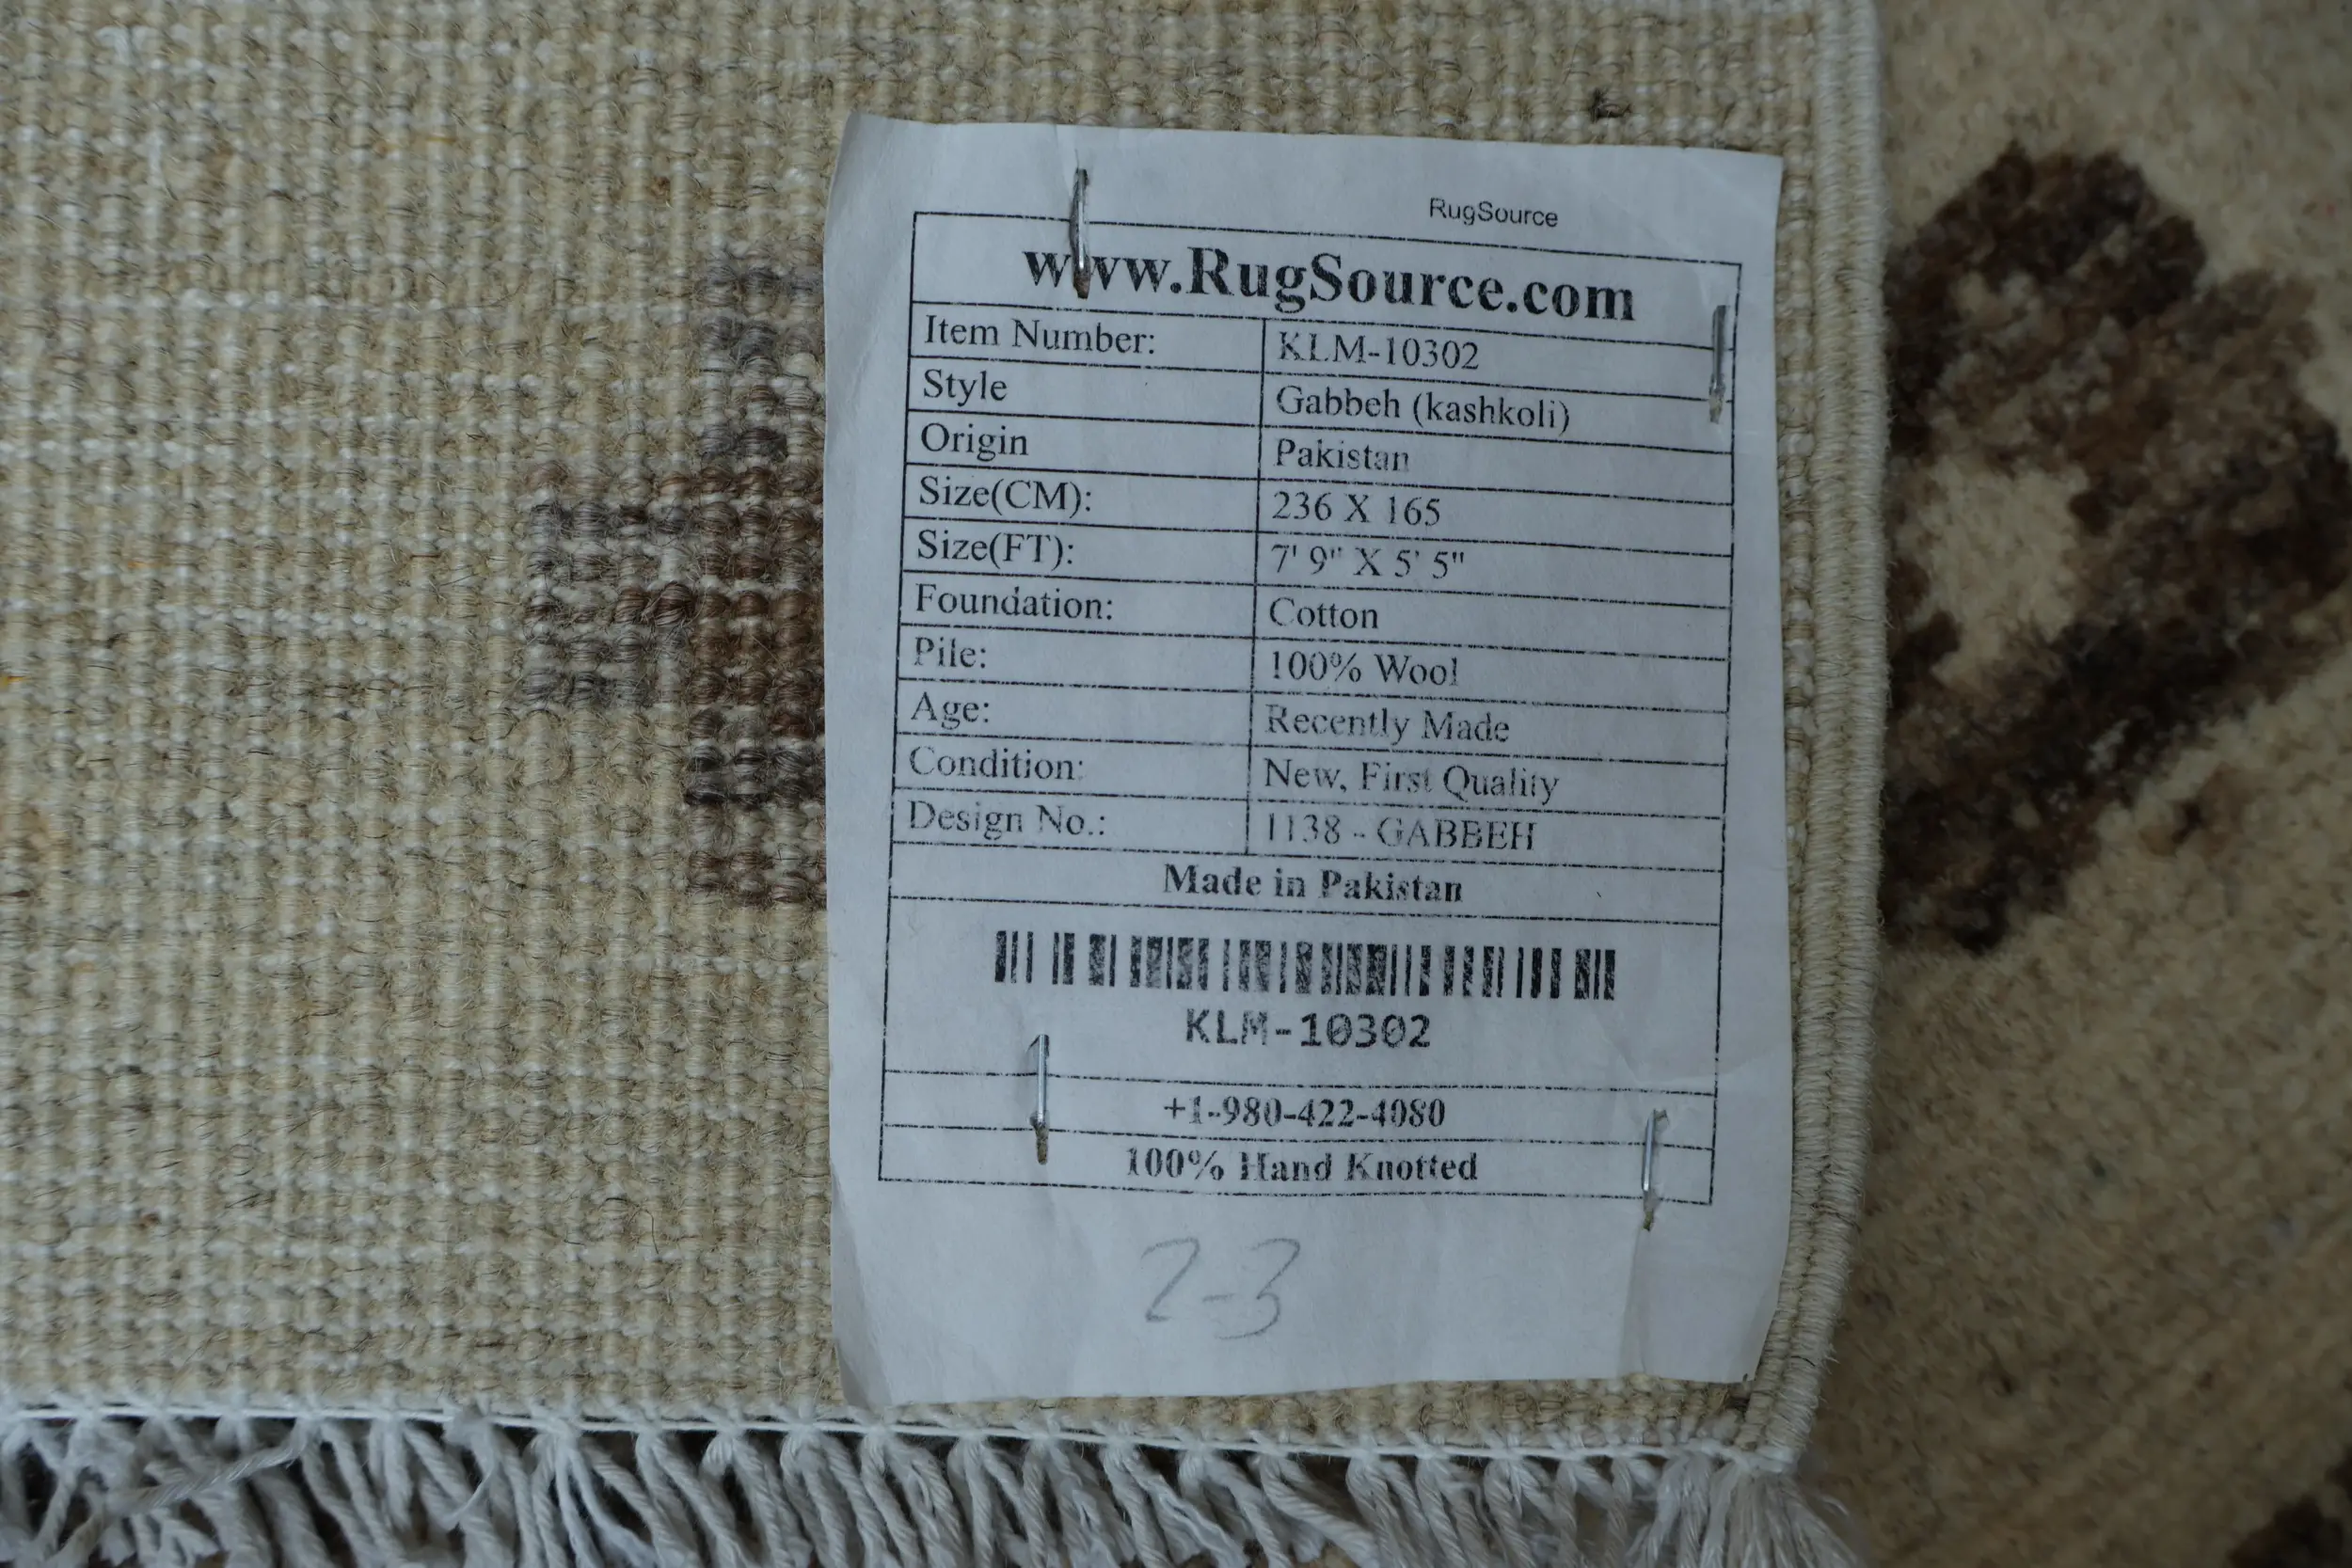 RugSource
www.RugSource.com
Item Number: KLM-10302
Style Gabbeh (kashkoli)
Origin Pakistan
Size(CM): 236 X 165
Size(FT): 7' 9" X 5' 5"
Foundation: Cotton
Pile: 100% Wool
Age: Recently Made
Condition: New, First Quality
Design No.: 1138 - GABBEH
Made in Pakistan
KLM-10302
+1-980-422-4080
100% Hand Knotted
2-3